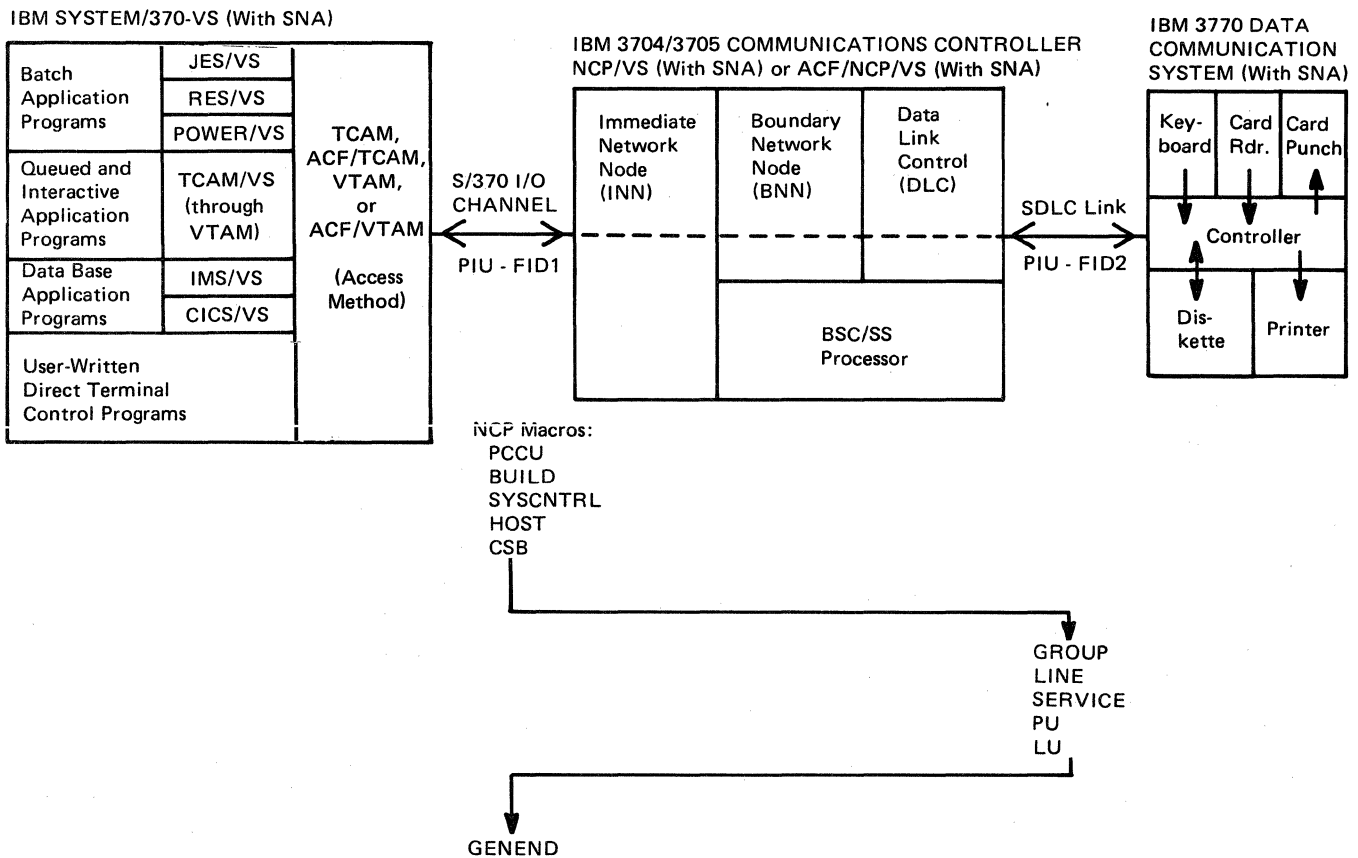 IBM SYSTEM/370-VS (With SNA)
Batch
Application
Programs
JES/VS
RES/VS
POWER/VS
Queued and
Interactive
Application
Programs
TCAM/VS
(through
VTAM)
Data Base
Application
Programs
IMS/VS
CICS/VS
User-Written
Direct Terminal
Control Programs
TCAM,
ACF/TCAM,
VTAM,
or
ACF/VTAM
(Access
Method)
S/370 I/O
CHANNEL
PIU - FID1
IBM 3704/3705 COMMUNICATIONS CONTROLLER
NCP/VS (With SNA) or ACF/NCP/VS (With SNA)
Immediate
Network
Node
(INN)
Boundary
Network
Node
(BNN)
Data
Link
Control
(DLC)
BSC/SS
Processor
SDLC Link
PIU - FID2
IBM 3770 DATA
COMMUNICATION
SYSTEM (With SNA)
Key-
board
Card
Rdr.
Card
Punch
Controller
Dis-
kette
Printer
NCP Macros:
PCCU
BUILD
SYSCNTRL
HOST
CSB
GROUP
LINE
SERVICE
PU
LU
GENEND